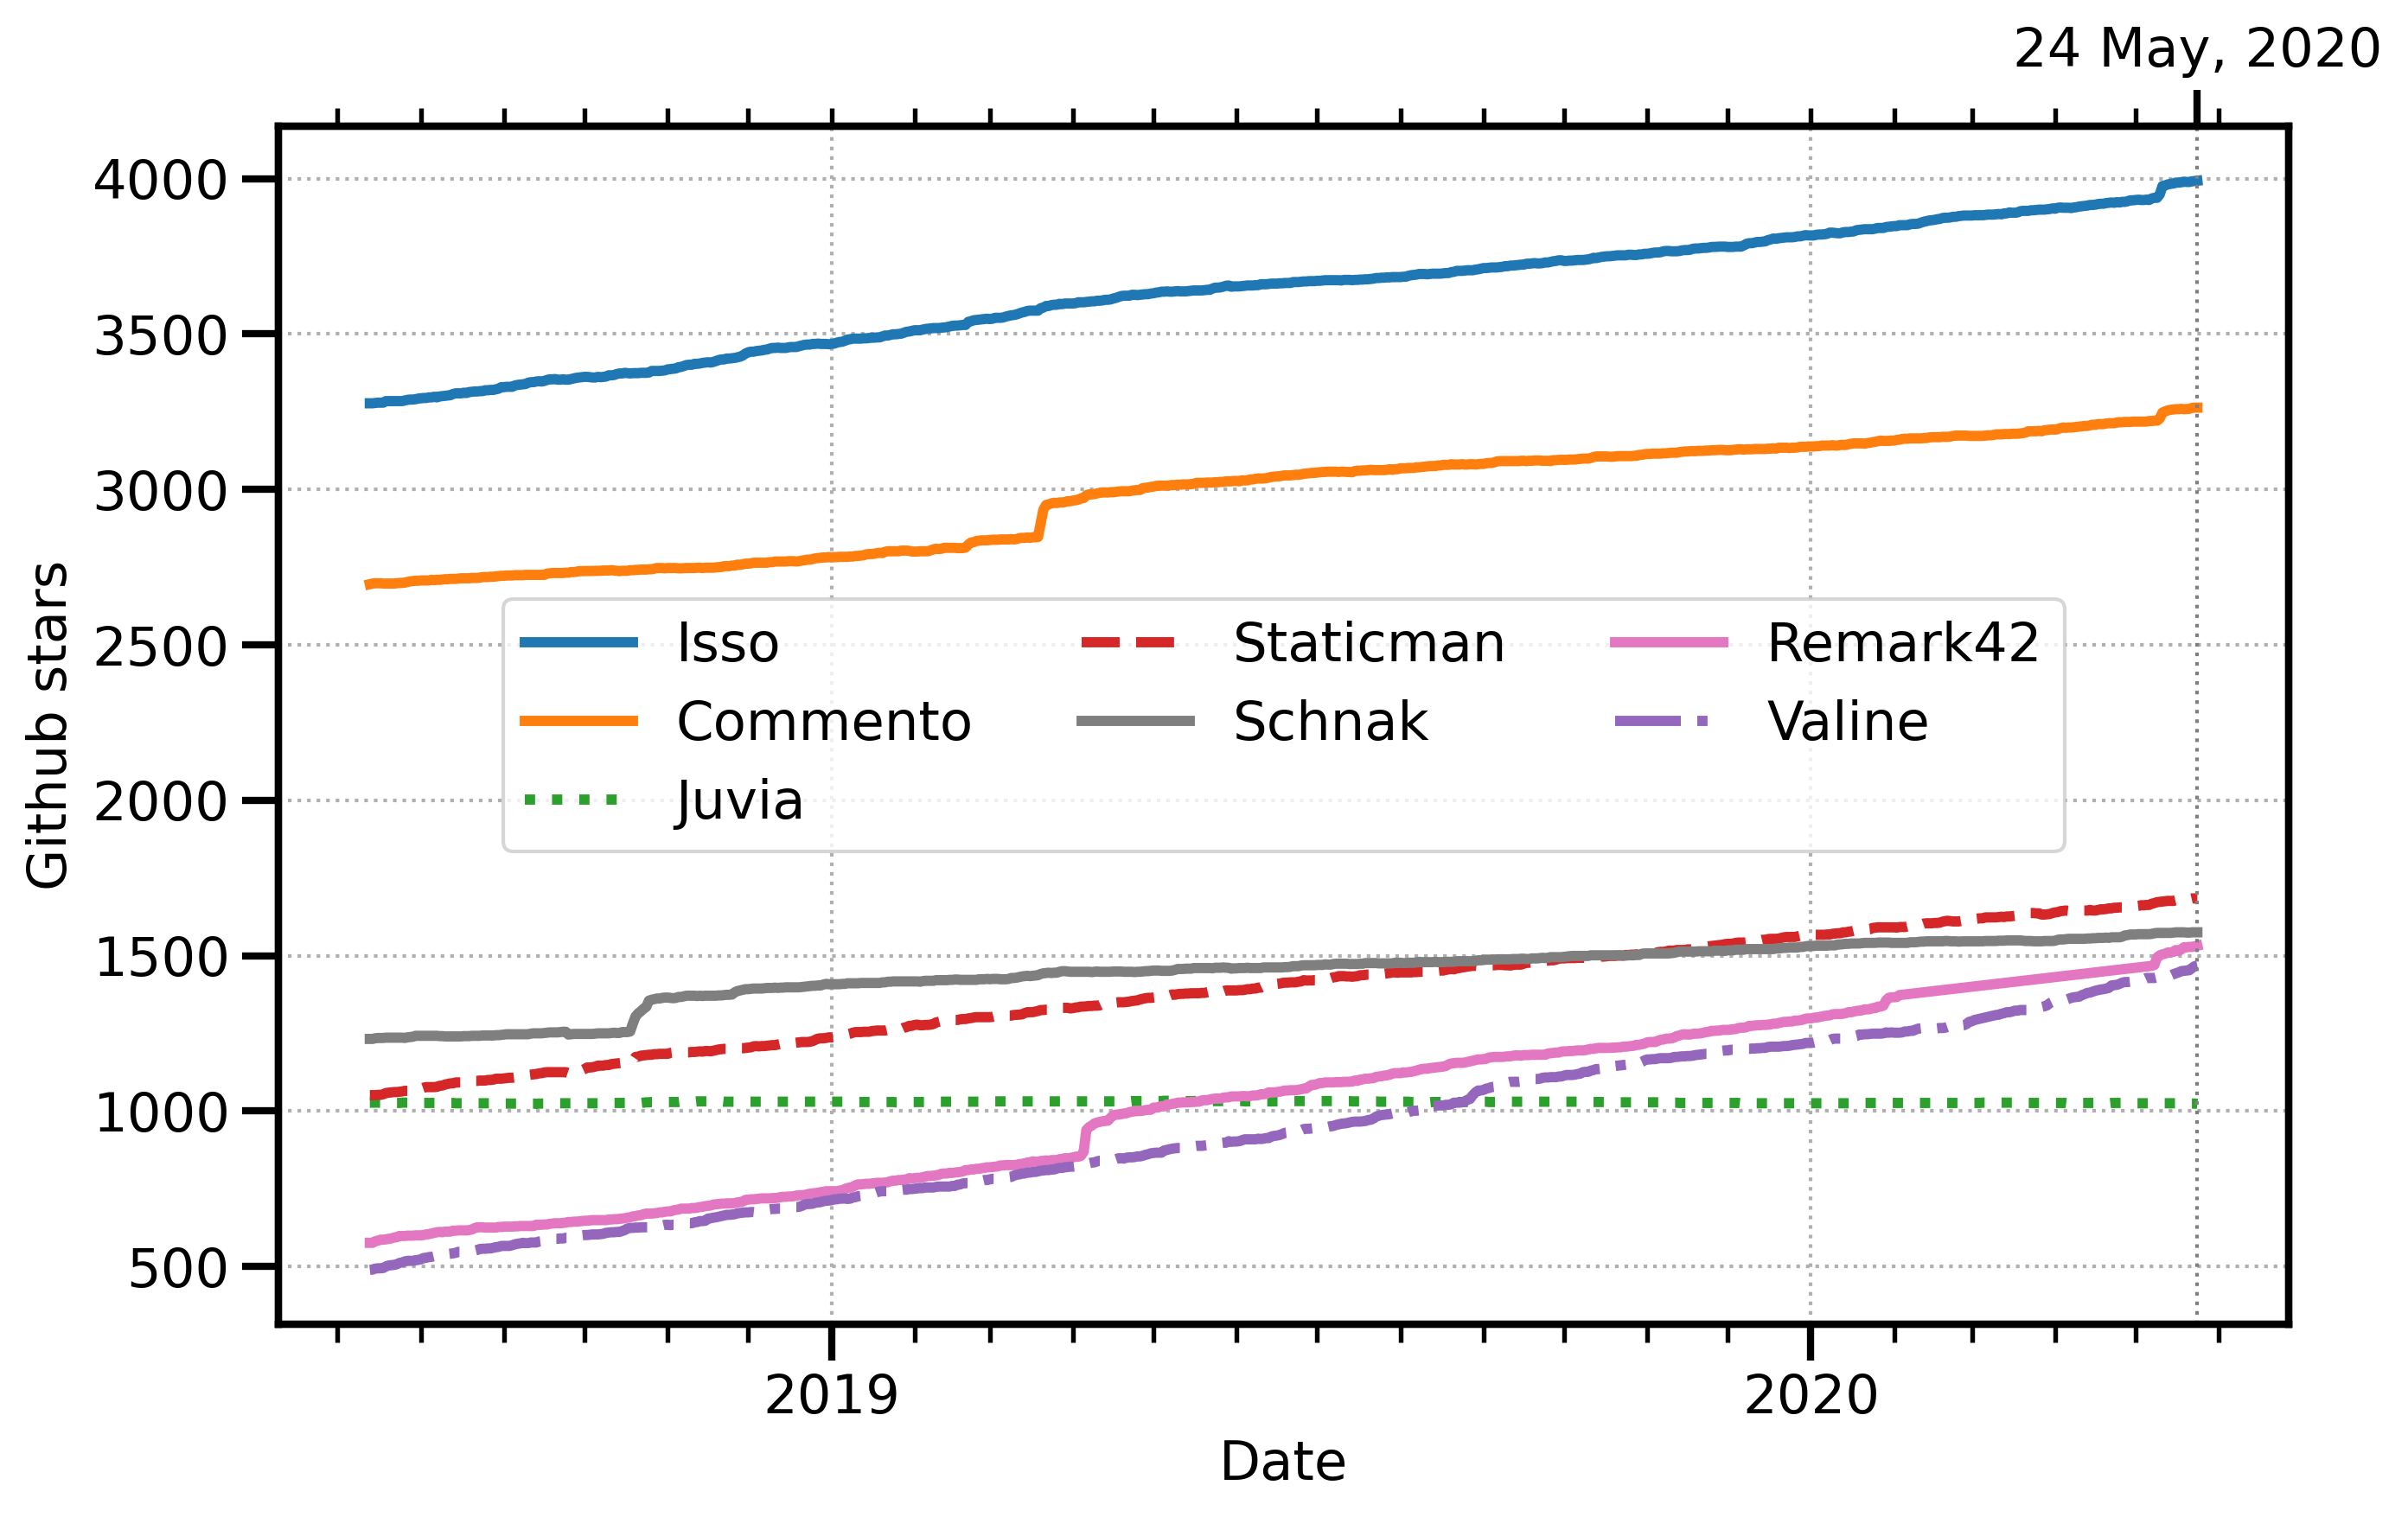 24 May, 2020
4000
3500
3000
2500
2000
1500
1000
500
Github stars
Isso
Commento
Juvia
Staticman
Schnak
Remark42
Valine
2019
2020
Date